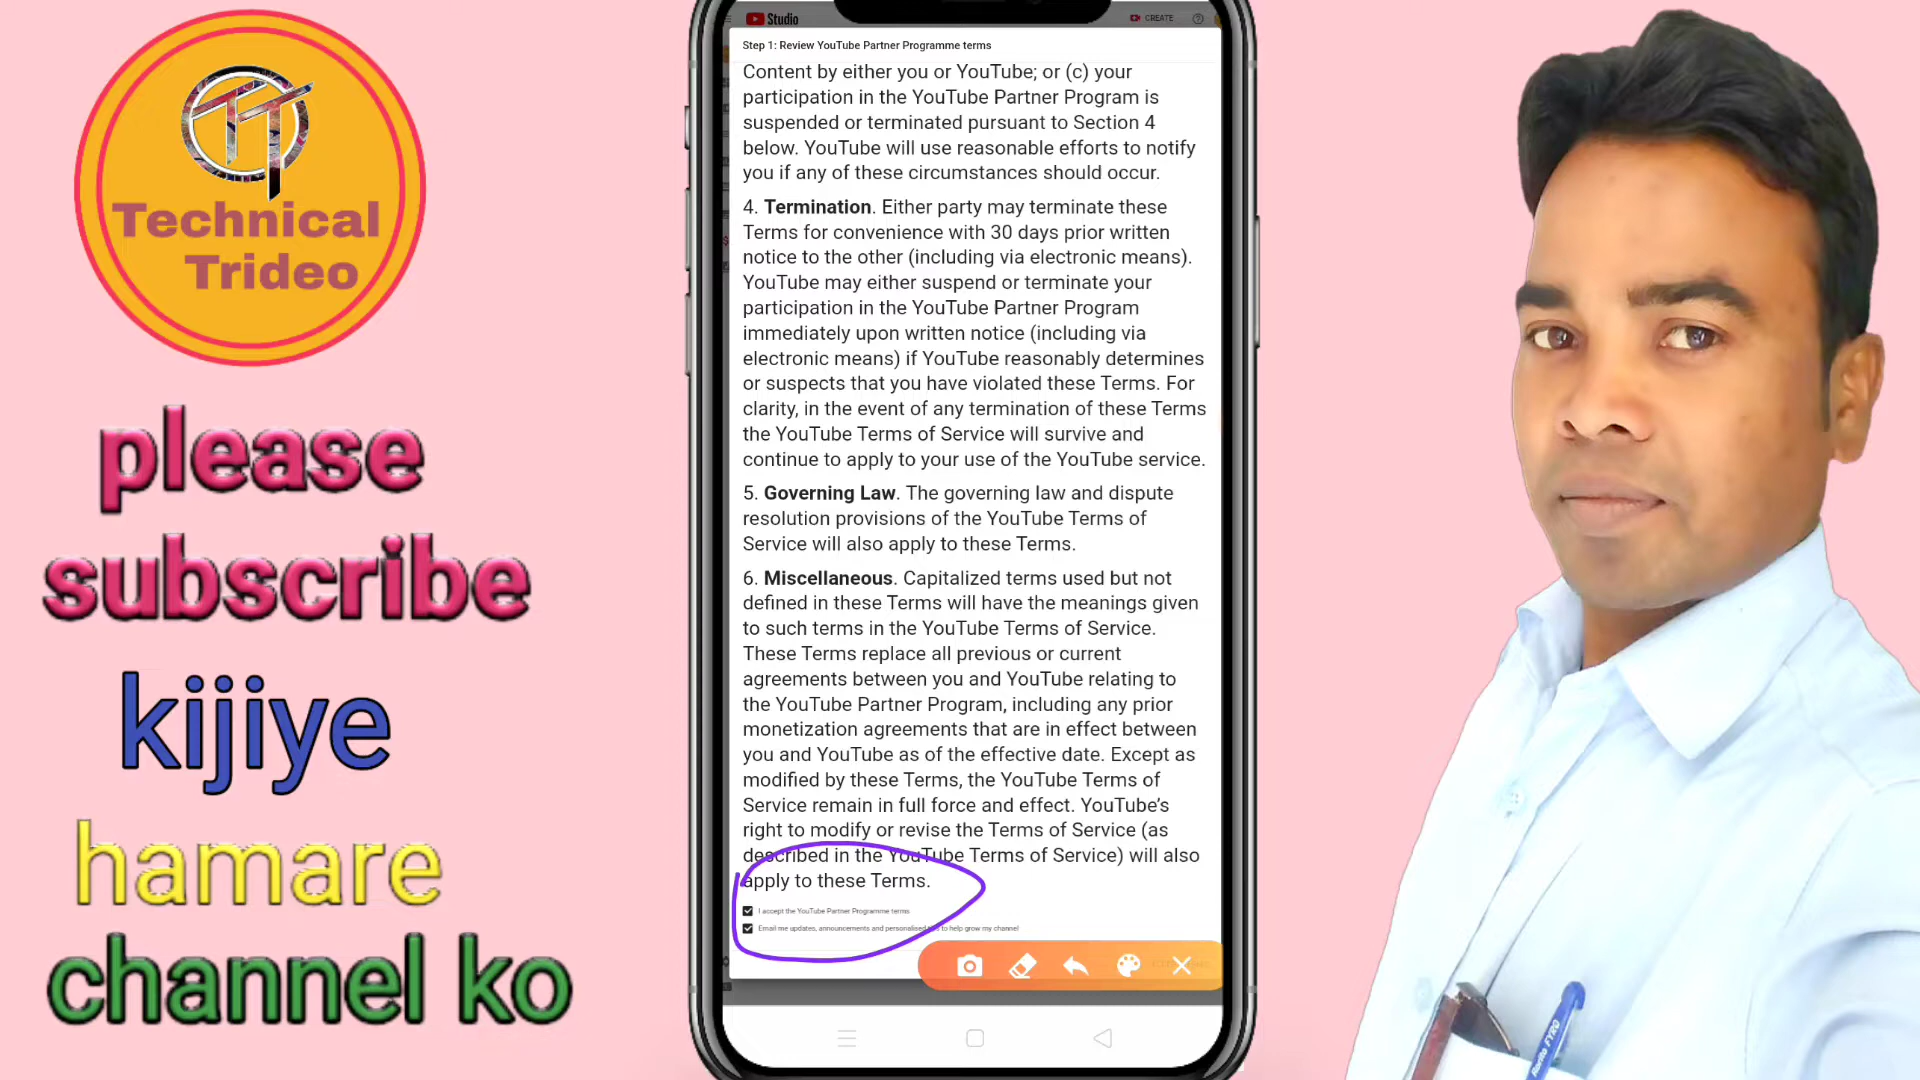 Technical
Trideo
please
subscribe
kijiye
hamare
channel ko
Studio
CREATE
Step 1: Review YouTube Partner Programme terms
Content by either you or YouTube; or (c) your
participation in the YouTube Partner Program is
suspended or terminated pursuant to Section 4
below. YouTube will use reasonable efforts to notify
you if any of these circumstances should occur.
4. Termination. Either party may terminate these
Terms for convenience with 30 days prior written
notice to the other (including via electronic means).
YouTube may either suspend or terminate your
participation in the YouTube Partner Program
immediately upon written notice (including via
electronic means) if YouTube reasonably determines
or suspects that you have violated these Terms. For
clarity, in the event of any termination of these Terms
the YouTube Terms of Service will survive and
continue to apply to your use of the YouTube service.
5. Governing Law. The governing law and dispute
resolution provisions of the YouTube Terms of
Service will also apply to these Terms.
6. Miscellaneous. Capitalized terms used but not
defined in these Terms will have the meanings given
to such terms in the YouTube Terms of Service.
These Terms replace all previous or current
agreements between you and YouTube relating to
the YouTube Partner Program, including any prior
monetization agreements that are in effect between
you and YouTube as of the effective date. Except as
modified by these Terms, the YouTube Terms of
Service remain in full force and effect. YouTube's
right to modify or revise the Terms of Service (as
described in the YouTube Terms of Service) will also
apply to these Terms.
I accept the YouTube Partner Programme terms
Email me updates, announcements and personalised to help grow my channel